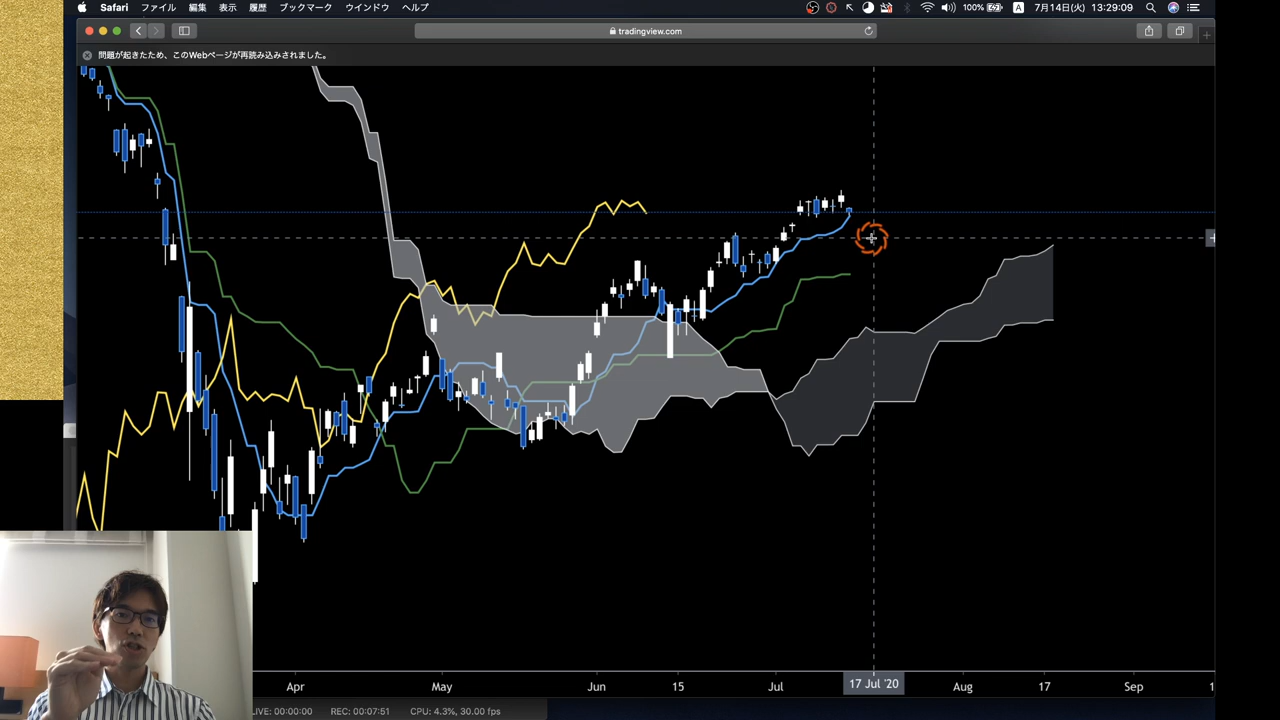 Safari ファイル 編集 表示 履歴 ブックマーク ウインドウ ヘルプ 100% A 7月14日(火) 13:29:09
tradingview.com
問題が起きたため、このWebページが再読み込みされました。
Apr May Jun 15 Jul 17 Jul '20 Aug 17 Sep 1
LIVE: 00:00:00 REC: 00:07:51 CPU: 4.3%, 30.00 fps